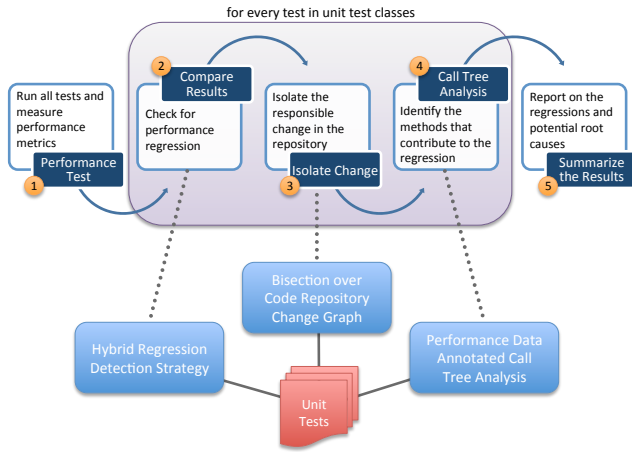 for every test in unit test classes
Run all tests and
measure
performance
metrics
1
Performance
Test
2
Compare
Results
Check for
performance
regression
Isolate the
responsible
change in the
repository
3
Isolate Change
4
Call Tree
Analysis
Identify the
methods that
contribute to the
regression
Report on the
regressions and
potential root
causes
5
Summarize
the Results
Bisection over
Code Repository
Change Graph
Hybrid Regression
Detection Strategy
Performance Data
Annotated Call
Tree Analysis
Unit
Tests